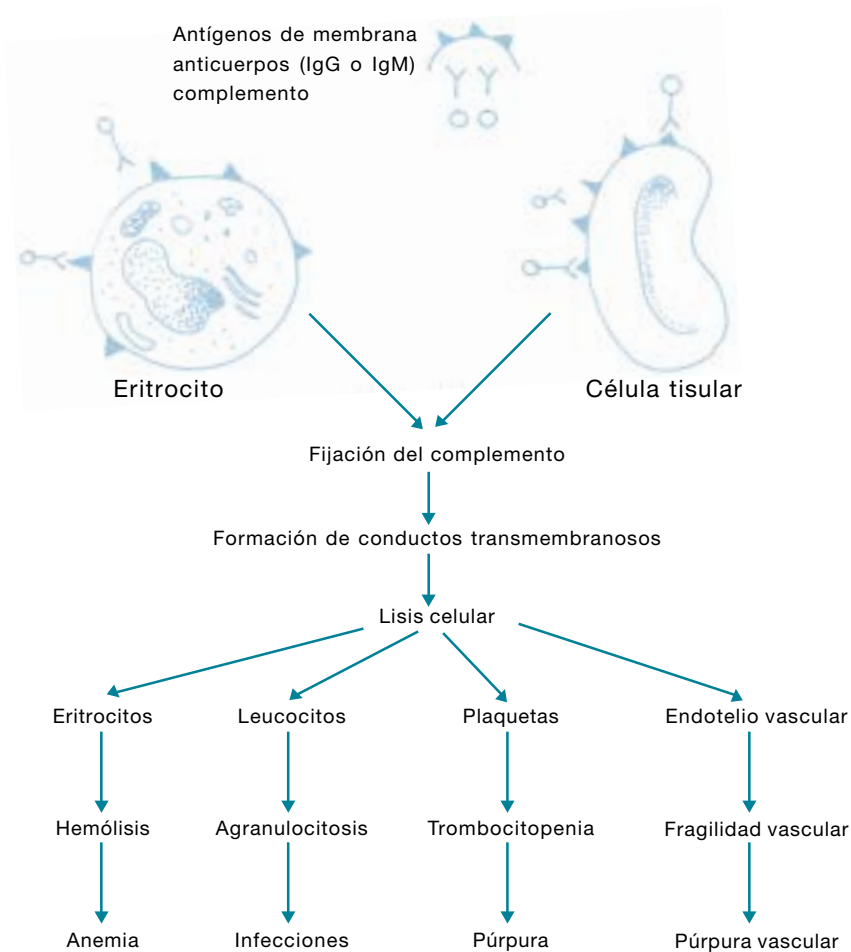 Antígenos de membrana
anticuerpos (IgG o IgM)
complemento
Eritrocito
Célula tisular
Fijación del complemento
Formación de conductos transmembranosos
Lisis celular
Eritrocitos Leucocitos Plaquetas Endotelio vascular
Hemólisis Agranulocitosis Trombocitopenia Fragilidad vascular
Anemia Infecciones Púrpura Púrpura vascular